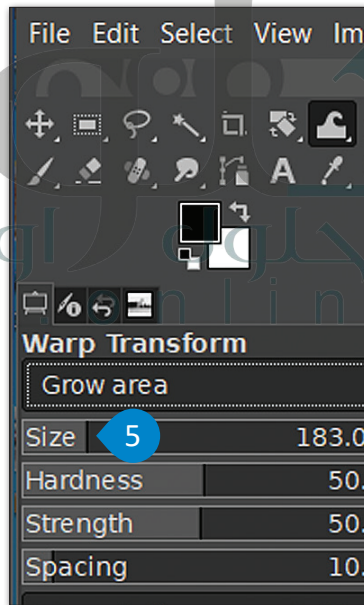 File Edit Select View Im
A
Warp Transform
Grow area
Size 5 183.0
Hardness 50.
Strength 50.
Spacing 10.